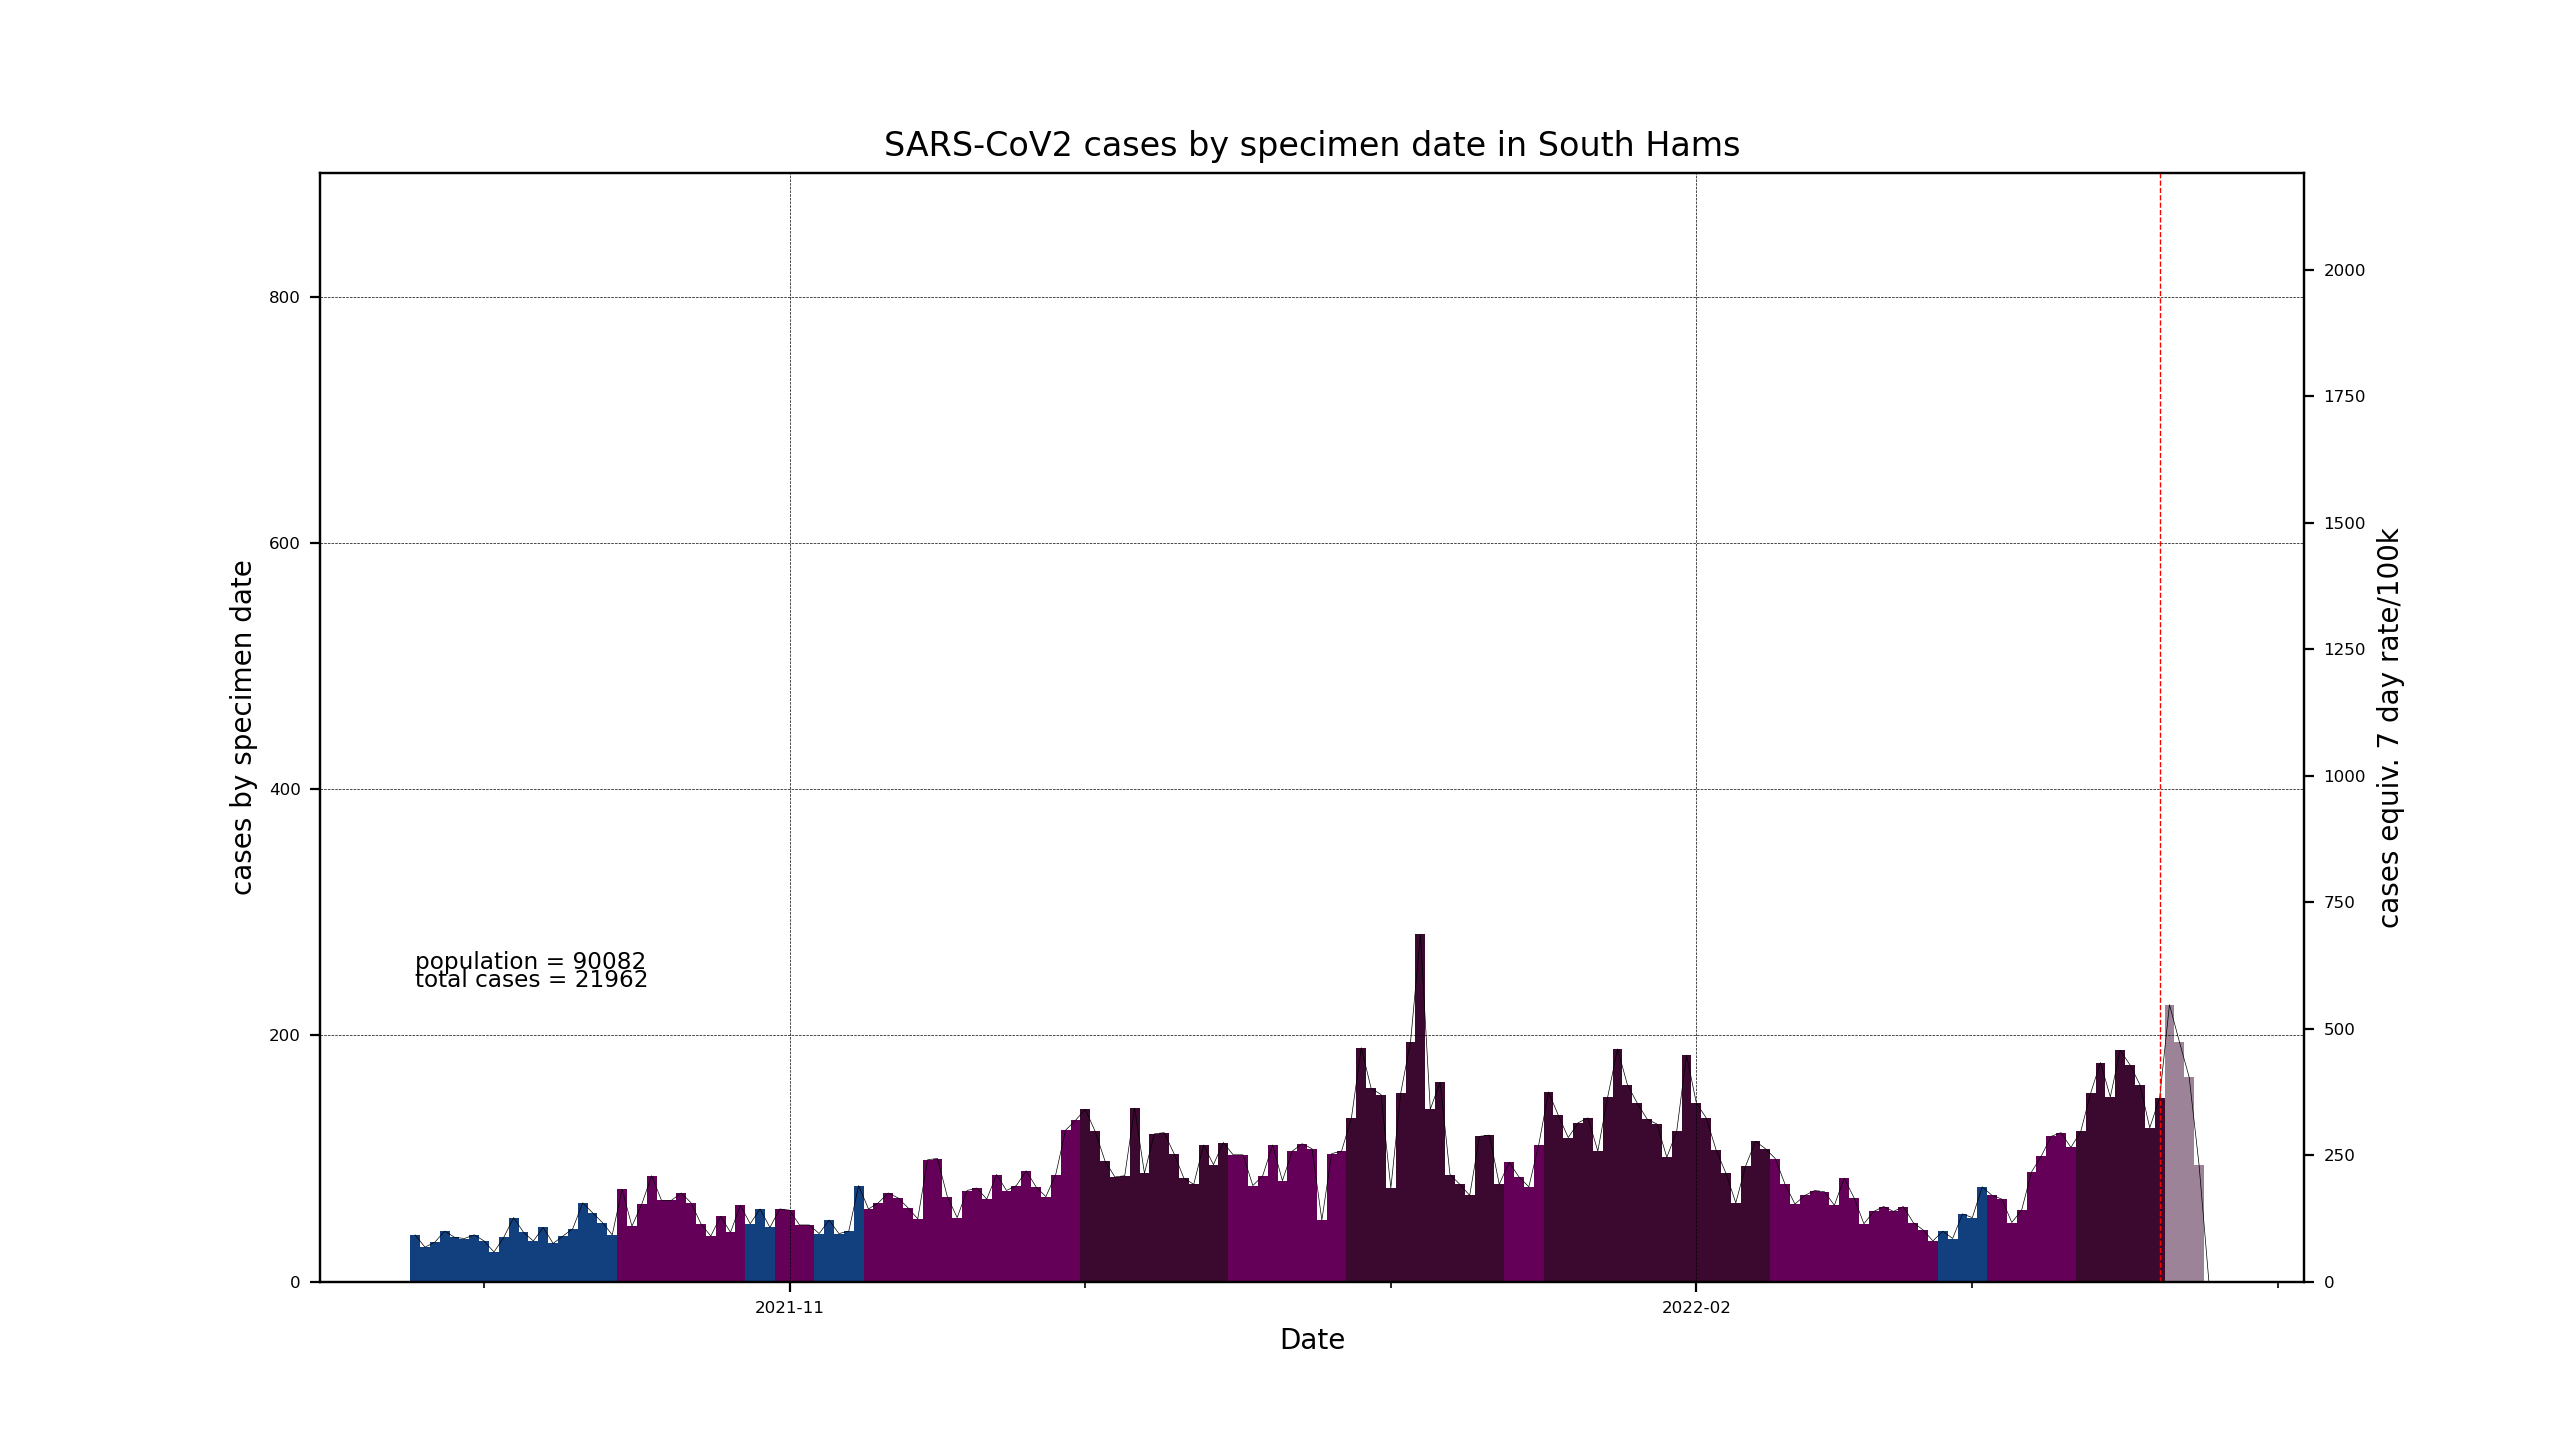 SARS-CoV2 cases by specimen date in South Hams
cases by specimen date
800
600
400
200
0
population = 90082
total cases = 21962
2021-11
2022-02
Date
2000
1750
1500
1250
1000
750
500
250
0
cases equiv. 7 day rate/100k